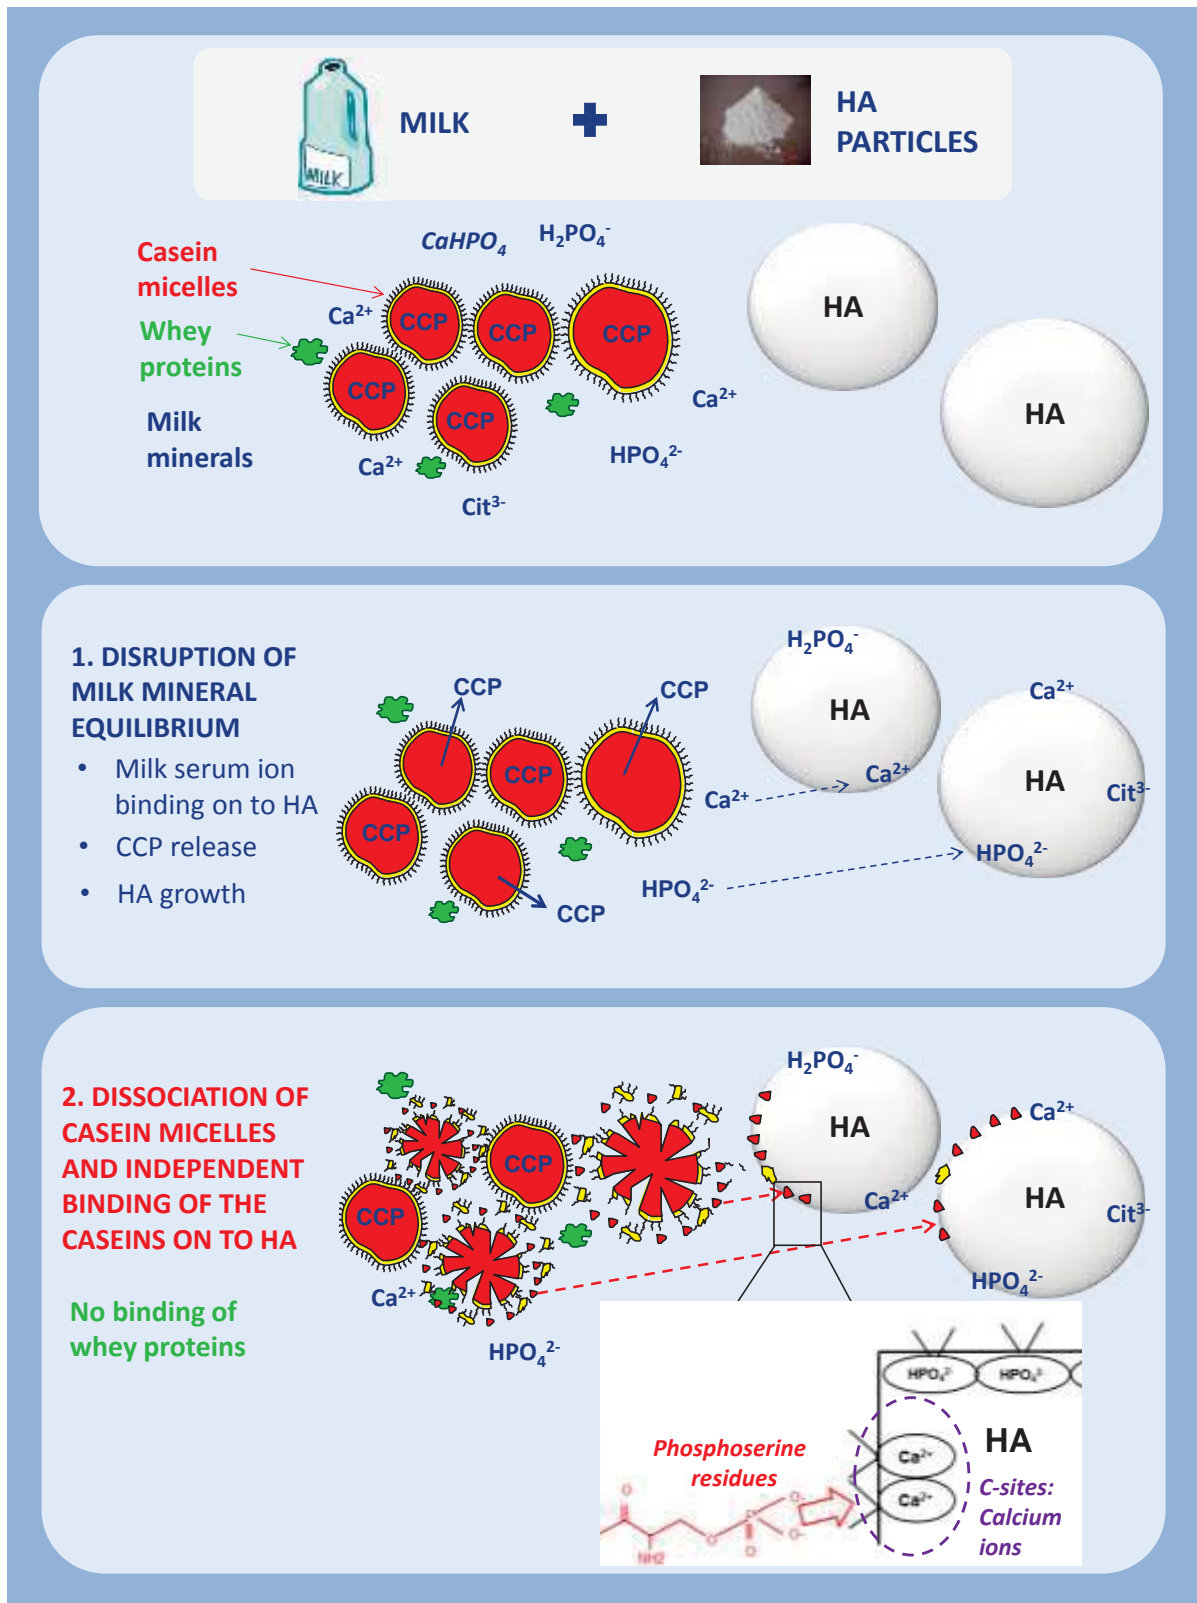 MILK
MILK
HA
PARTICLES
Casein
micelles
Whey
proteins
Milk
minerals
CaHPO₄
H₂PO₄⁻
Ca²⁺
CCP
CCP
CCP
CCP
CCP
Ca²⁺
Ca²⁺
HPO₄²⁻
Cit³⁻
HA
HA
1. DISRUPTION OF
MILK MINERAL
EQUILIBRIUM
• Milk serum ion
binding on to HA
• CCP release
• HA growth
CCP
CCP
CCP
CCP
CCP
Ca²⁺
HPO₄²⁻
H₂PO₄⁻
HA
Ca²⁺
Ca²⁺
HA
Cit³⁻
HPO₄²⁻
2. DISSOCIATION OF
CASEIN MICELLES
AND INDEPENDENT
BINDING OF THE
CASEINS ON TO HA
No binding of
whey proteins
CCP
CCP
Ca²⁺
HPO₄²⁻
H₂PO₄⁻
HA
Ca²⁺
Ca²⁺
HA
Cit³⁻
HPO₄²⁻
HPO₄²⁻
HPO₄²⁻
HA
Ca²⁺
Ca²⁺
C-sites:
Calcium
ions
Phosphoserine
residues
O
O
P
O
O-
O-
NH2